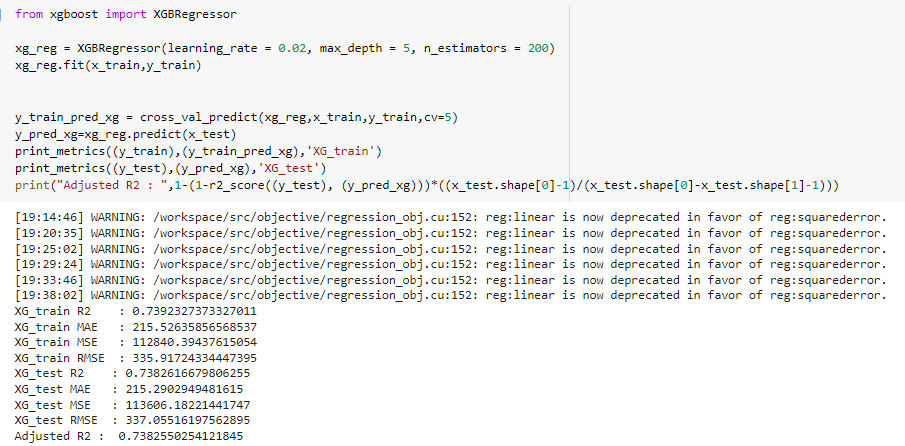 from xgboost import XGBRegressor
xg_reg = XGBRegressor(learning_rate = 0.02, max_depth = 5, n_estimators = 200)
xg_reg.fit(x_train,y_train)
y_train_pred_xg = cross_val_predict(xg_reg,x_train,y_train,cv=5)
y_pred_xg=xg_reg.predict(x_test)
print_metrics((y_train),(y_train_pred_xg),'XG_train')
print_metrics((y_test),(y_pred_xg),'XG_test')
print("Adjusted R2 : ",1-(1-r2_score((y_test), (y_pred_xg)))*((x_test.shape[0]-1)/(x_test.shape[0]-x_test.shape[1]-1)))
[19:14:46] WARNING: /workspace/src/objective/regression_obj.cu:152: reg:linear is now deprecated in favor of reg:squarederror.
[19:20:35] WARNING: /workspace/src/objective/regression_obj.cu:152: reg:linear is now deprecated in favor of reg:squarederror.
[19:25:02] WARNING: /workspace/src/objective/regression_obj.cu:152: reg:linear is now deprecated in favor of reg:squarederror.
[19:29:24] WARNING: /workspace/src/objective/regression_obj.cu:152: reg:linear is now deprecated in favor of reg:squarederror.
[19:33:46] WARNING: /workspace/src/objective/regression_obj.cu:152: reg:linear is now deprecated in favor of reg:squarederror.
[19:38:02] WARNING: /workspace/src/objective/regression_obj.cu:152: reg:linear is now deprecated in favor of reg:squarederror.
XG_train R2    : 0.7392327373327011
XG_train MAE   : 215.52635856568537
XG_train MSE   : 112840.39437615054
XG_train RMSE  : 335.91724334447395
XG_test R2    : 0.7382616679806255
XG_test MAE   : 215.2902949481615
XG_test MSE   : 113606.18221441747
XG_test RMSE  : 337.05516197562895
Adjusted R2 :  0.7382550254121845